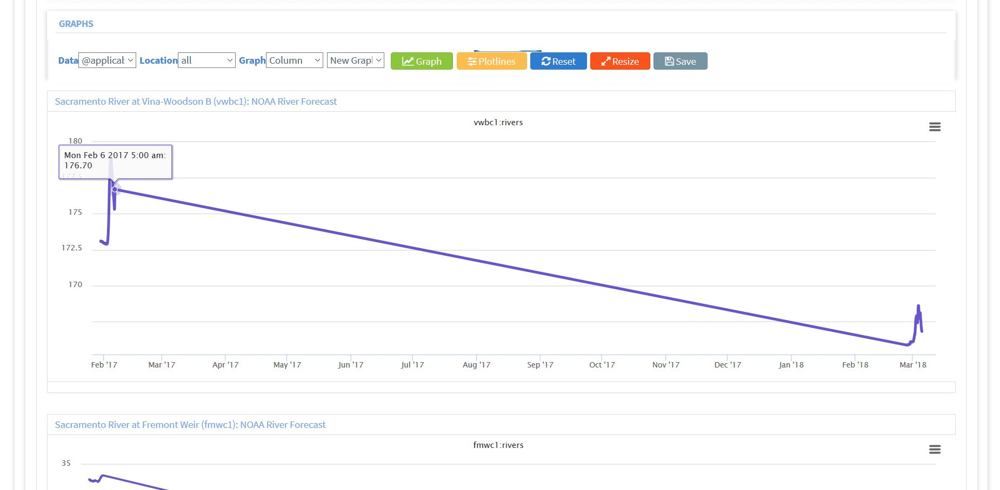 GRAPHS
Data @applicat Location all Graph Column New Grap Graph Plotlines Reset Resize Save
Sacramento River at Vina-Woodson B (vwbc1): NOAA River Forecast
vwbc1:rivers
180
Mon Feb 6 2017 5:00 am:
176.70
177.5
175
172.5
170
Feb '17 Mar '17 Apr '17 May '17 Jun '17 Jul '17 Aug '17 Sep '17 Oct '17 Nov '17 Dec '17 Jan '18 Feb '18 Mar '18
Sacramento River at Fremont Weir (fmwc1): NOAA River Forecast
fmwc1:rivers
35